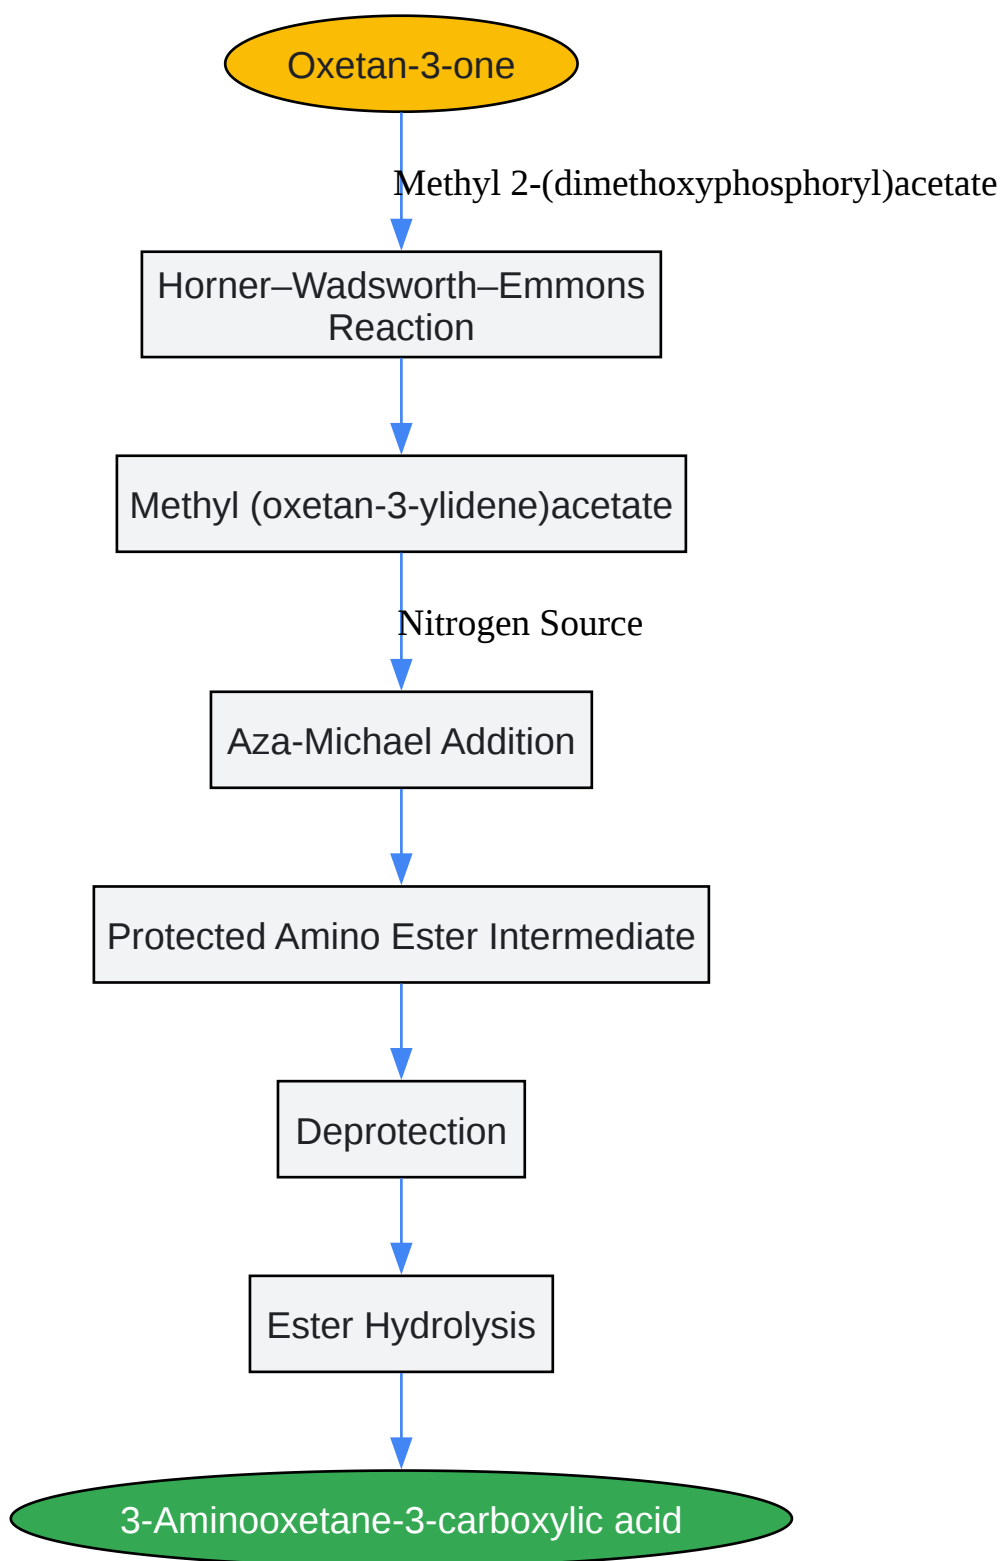 Oxetan-3-one
Methyl 2-(dimethoxyphosphoryl)acetate
Horner–Wadsworth–Emmons
Reaction
Methyl (oxetan-3-ylidene)acetate
Nitrogen Source
Aza-Michael Addition
Protected Amino Ester Intermediate
Deprotection
Ester Hydrolysis
3-Aminooxetane-3-carboxylic acid